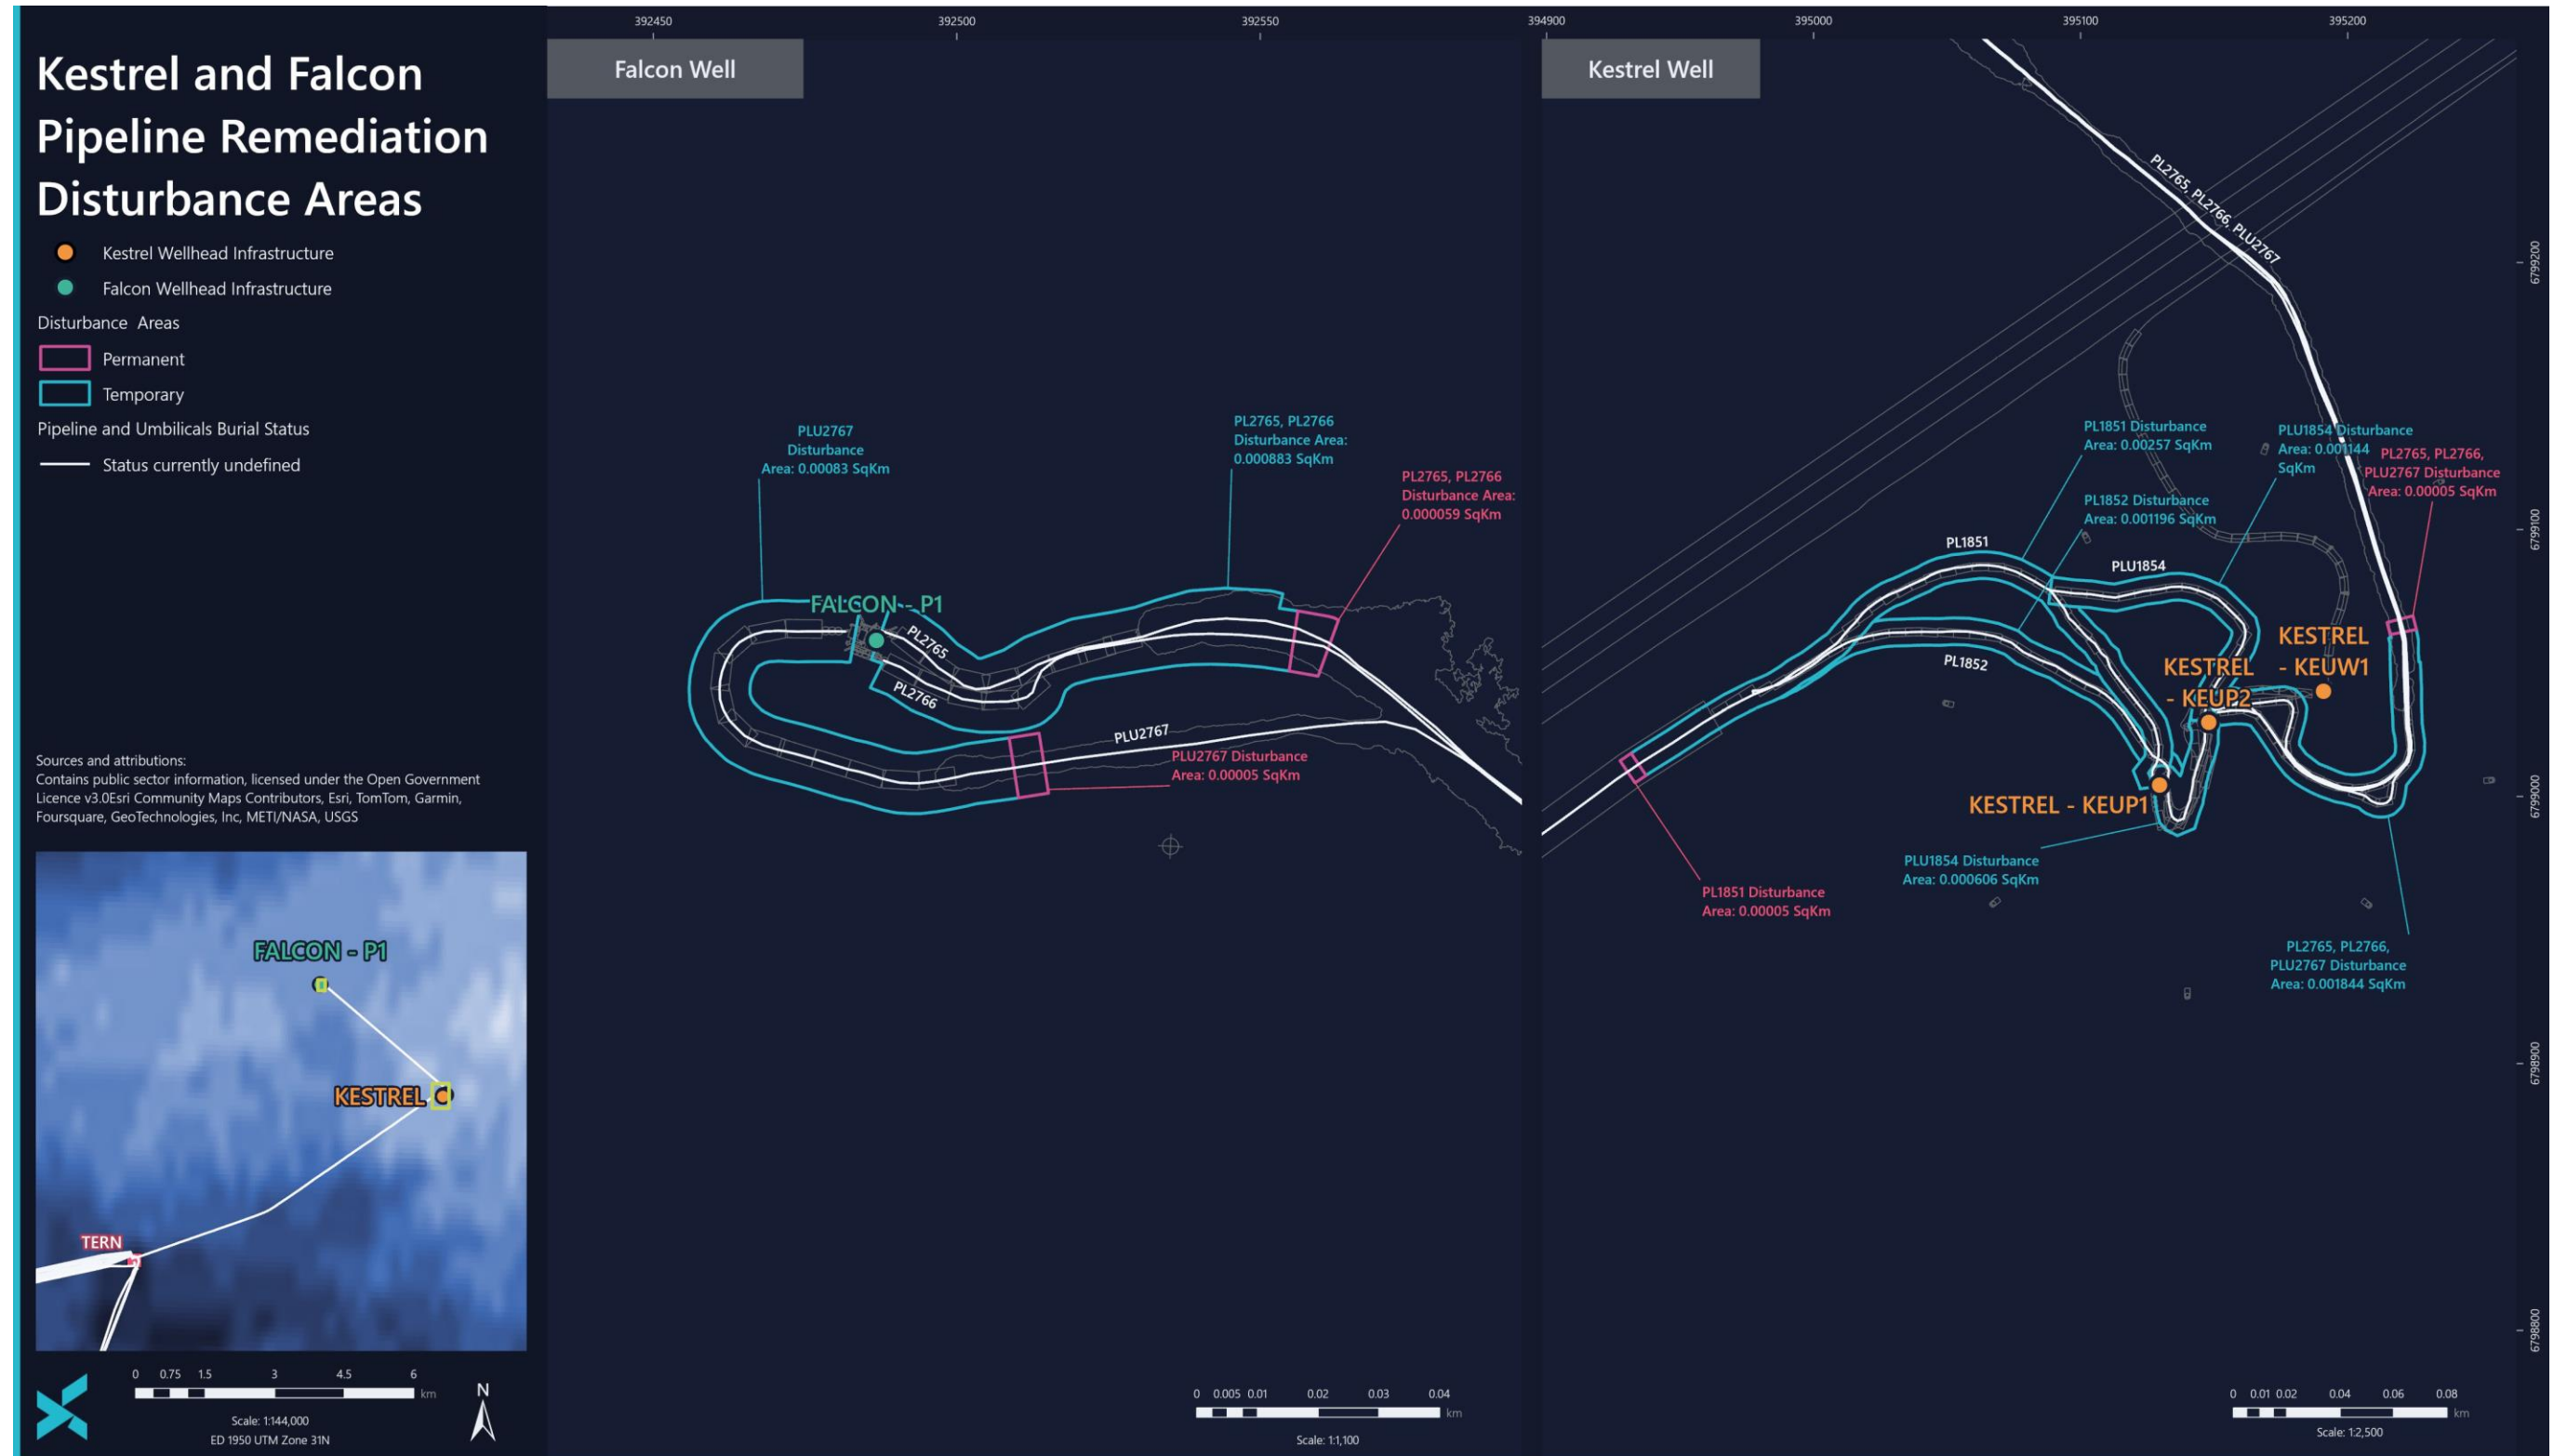 Kestrel and Falcon
Pipeline Remediation
Disturbance Areas
Kestrel Wellhead Infrastructure
Falcon Wellhead Infrastructure
Disturbance  Areas
Permanent
Temporary
Pipeline and Umbilicals Burial Status
Status currently undefined
Sources and attributions:
Contains public sector information, licensed under the Open Government
Licence v3.0Esri Community Maps Contributors, Esri, TomTom, Garmin,
Foursquare, GeoTechnologies, Inc, METI/NASA, USGS
FALCON - P1
KESTREL
TERN
0 0.75 1.5 3 4.5 6
km
Scale: 1:144,000
ED 1950 UTM Zone 31N
N
392450 392500 392550
Falcon Well
PLU2767
Disturbance
Area: 0.00083 SqKm
PL2765, PL2766
Disturbance Area:
0.000883 SqKm
PL2765, PL2766
Disturbance Area:
0.000059 SqKm
FALCON - P1
PL2765
PL2766
PLU2767
PLU2767 Disturbance
Area: 0.00005 SqKm
0 0.005 0.01 0.02 0.03 0.04
km
Scale: 1:1,100
394900 395000 395100 395200
Kestrel Well
PL2765, PL2766, PLU2767
6799200
6799100
6799000
6798900
6798800
PL1851 Disturbance
Area: 0.00257 SqKm
PLU1854 Disturbance
Area: 0.001144
SqKm
PL2765, PL2766,
PLU2767 Disturbance
Area: 0.00005 SqKm
PL1852 Disturbance
Area: 0.001196 SqKm
PL1851
PLU1854
PL1852
KESTREL
- KEUW1
KESTREL
- KEUP2
KESTREL - KEUP1
PLU1854 Disturbance
Area: 0.000606 SqKm
PL1851 Disturbance
Area: 0.00005 SqKm
PL2765, PL2766,
PLU2767 Disturbance
Area: 0.001844 SqKm
0 0.01 0.02 0.04 0.06 0.08
km
Scale: 1:2,500